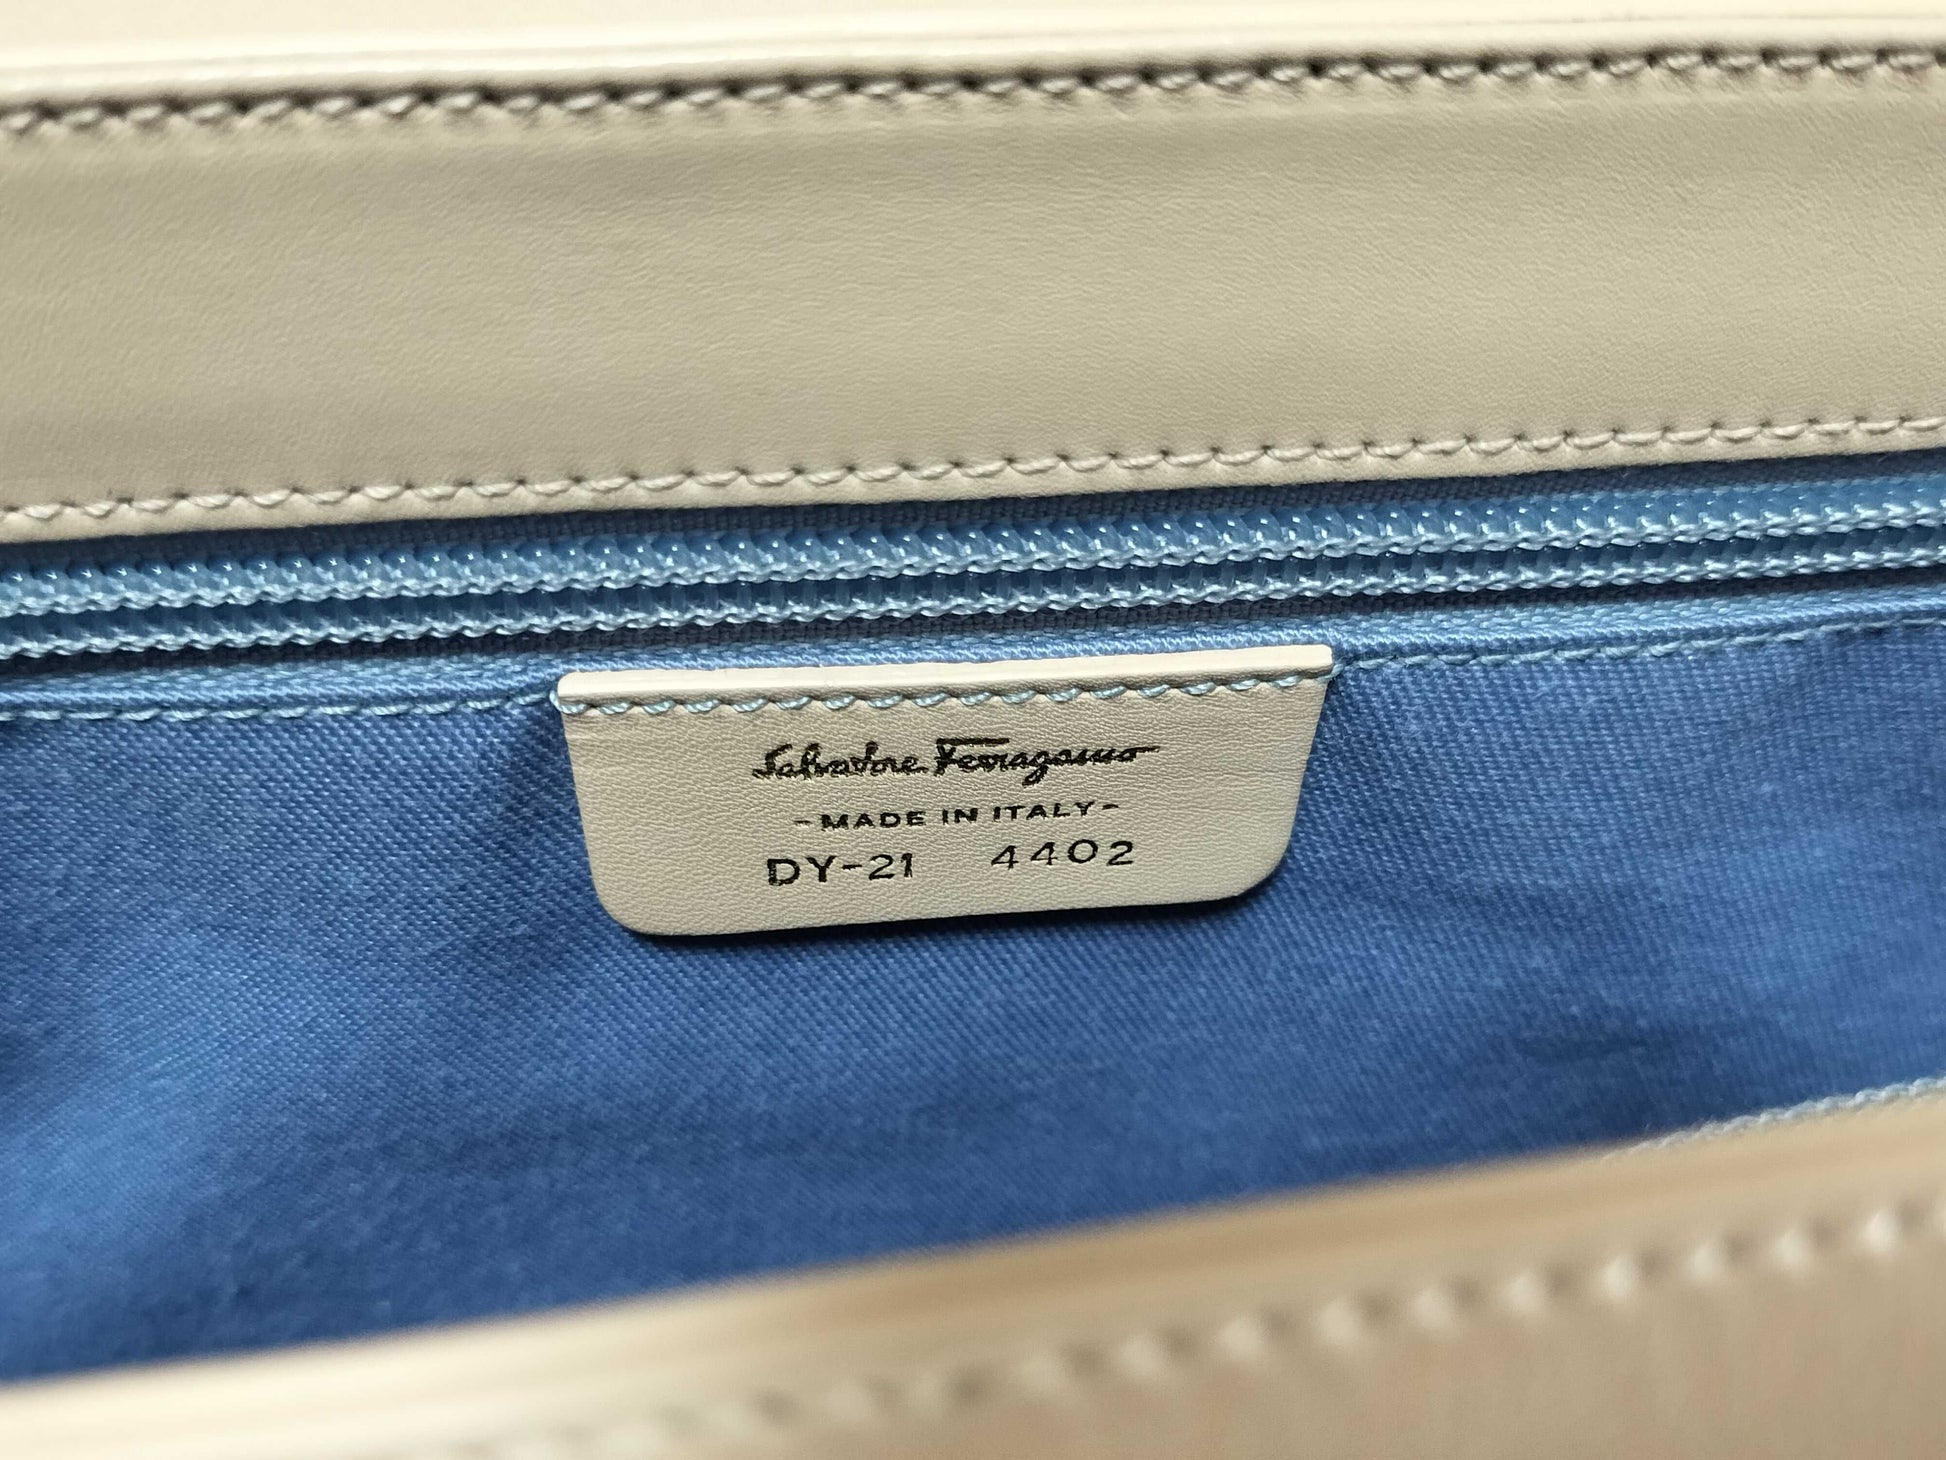 Salvatore Ferragamo
-MADE IN ITALY-
DY-21 4402